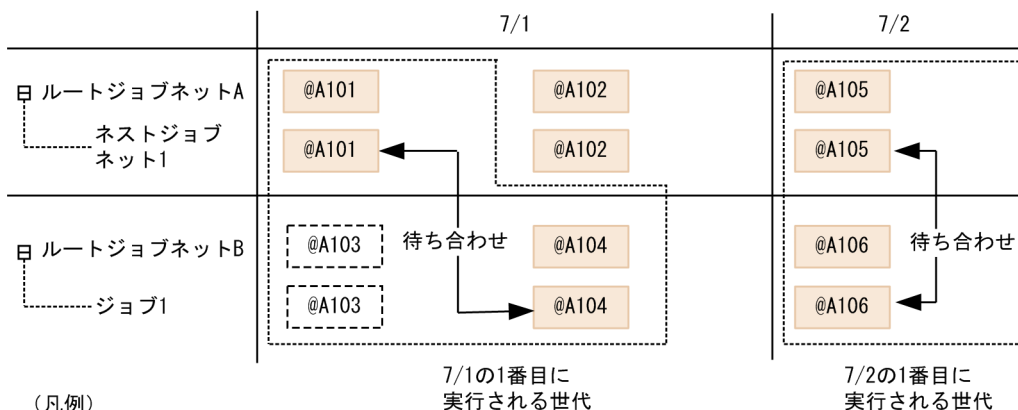 7/1
7/2
ルートジョブネットA
@A101
@A102
@A105
ネストジョブ
ネット1
@A101
@A102
@A105
ルートジョブネットB
@A103
待ち合わせ
@A104
@A106
待ち合わせ
ジョブ1
@A103
@A104
@A106
7/1の1番目に
実行される世代
7/2の1番目に
実行される世代
(凡例)